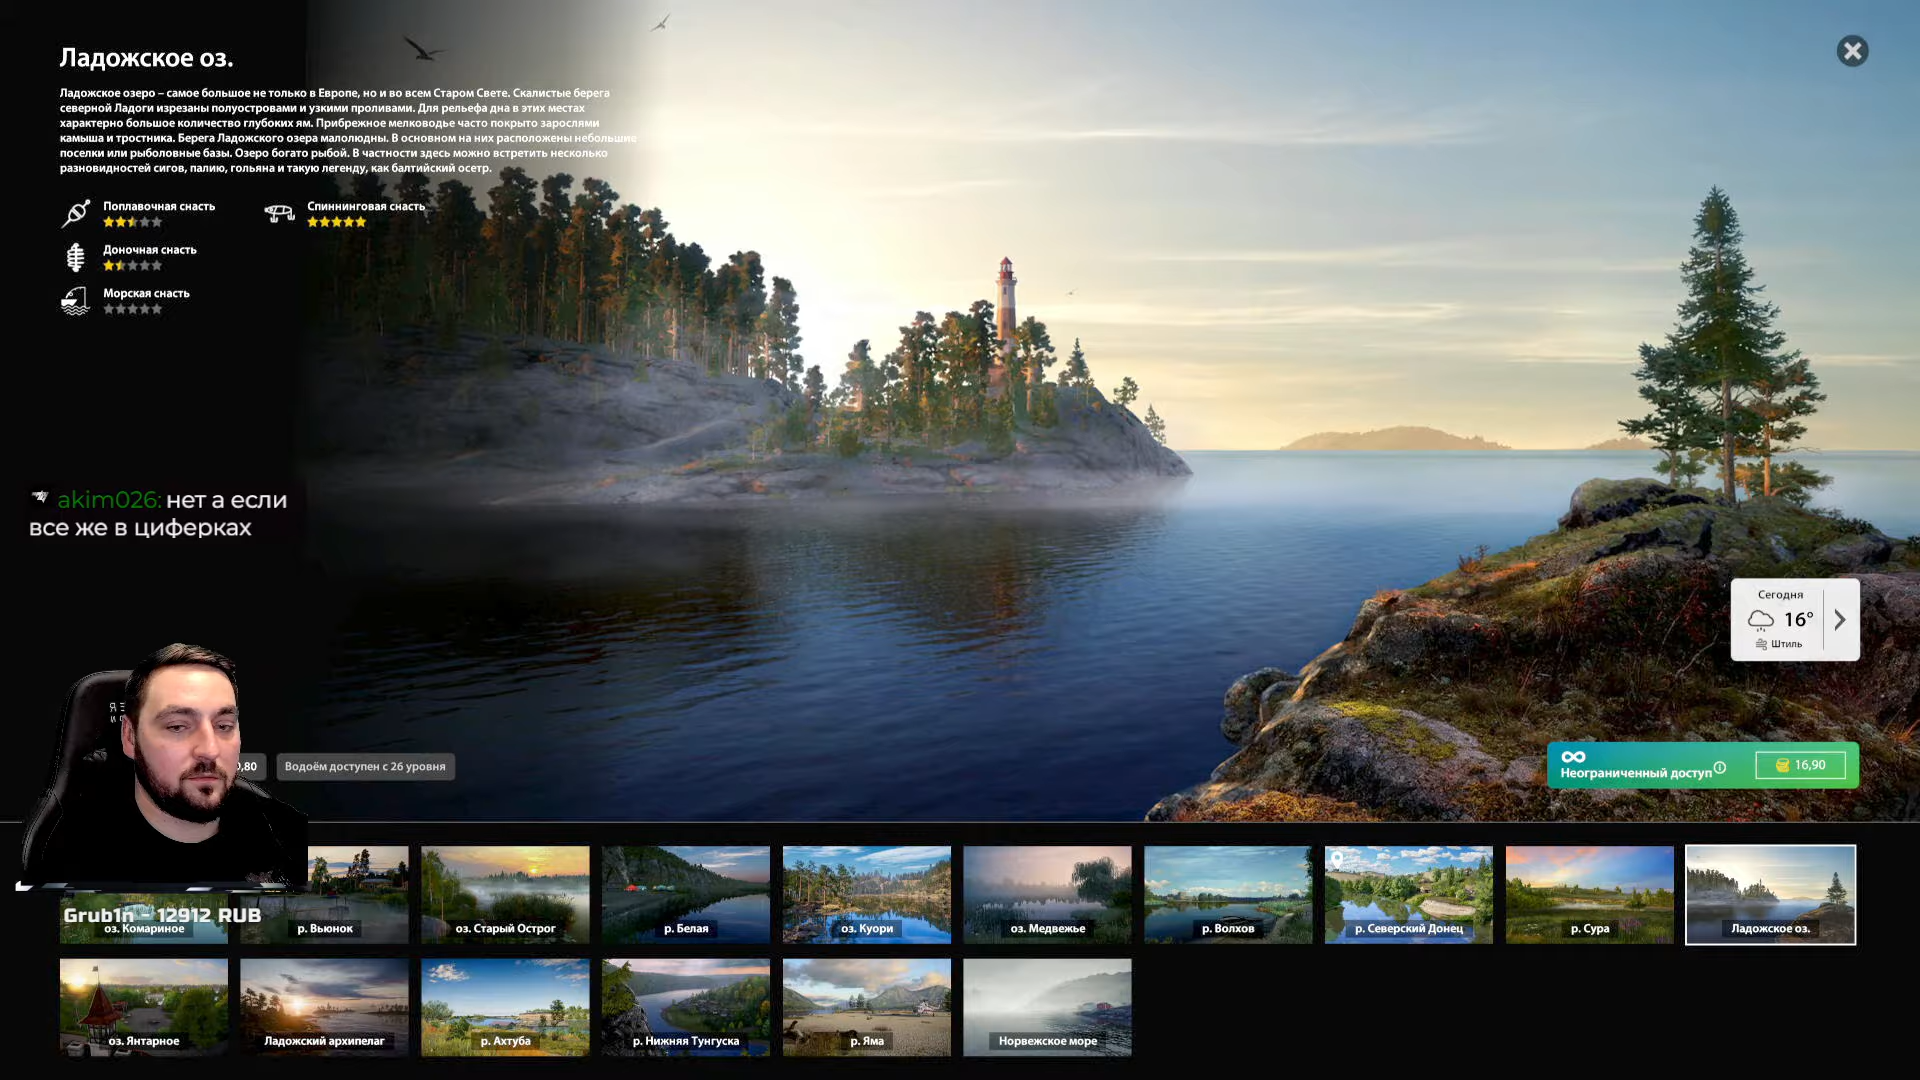 Ладожское оз.
Ладожское озеро – самое большое не только в Европе, но и во всем Старом Свете. Скалистые берега
северной Ладоги изрезаны полуостровами и узкими проливами. Для рельефа дна в этих местах
характерно большое количество глубоких ям. Прибрежное мелководье часто покрыто зарослями
камыша и тростника. Берега Ладожского озера малолюдны. В основном на них расположены небольшие
поселки или рыболовные базы. Озеро богато рыбой. В частности здесь можно встретить несколько
разновидностей сигов, палию, гольяна и такую легенду, как балтийский осетр.
Поплавочная снасть
Спиннинговая снасть
Доночная снасть
Морская снасть
akim026: нет а если
все же в циферках
Сегодня
16°
Штиль
0,80
Водоём доступен с 26 уровня
Неограниченный доступ
16,90
Grub1n - 12912 RUB
оз. Комариное
р. Вьюнок
оз. Старый Острог
р. Белая
оз. Куори
оз. Медвежье
р. Волхов
р. Северский Донец
р. Сура
Ладожское оз.
оз. Янтарное
Ладожский архипелаг
р. Ахтуба
р. Нижняя Тунгуска
р. Яма
Норвежское море